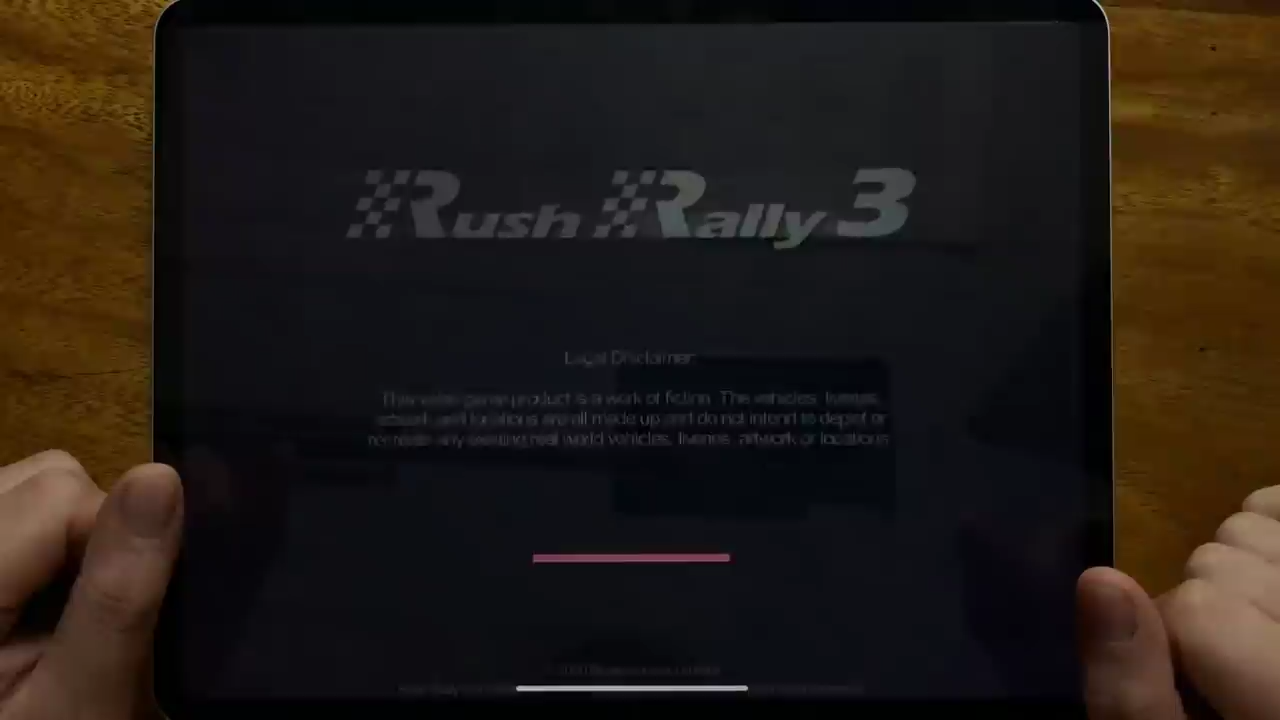 Rush Rally 3
Legal Disclaimer:
This video game product is a work of fiction. The vehicles, liveries,
artwork and locations are all made up and do not intend to depict or
recreate any existing real world vehicles, liveries, artwork or locations